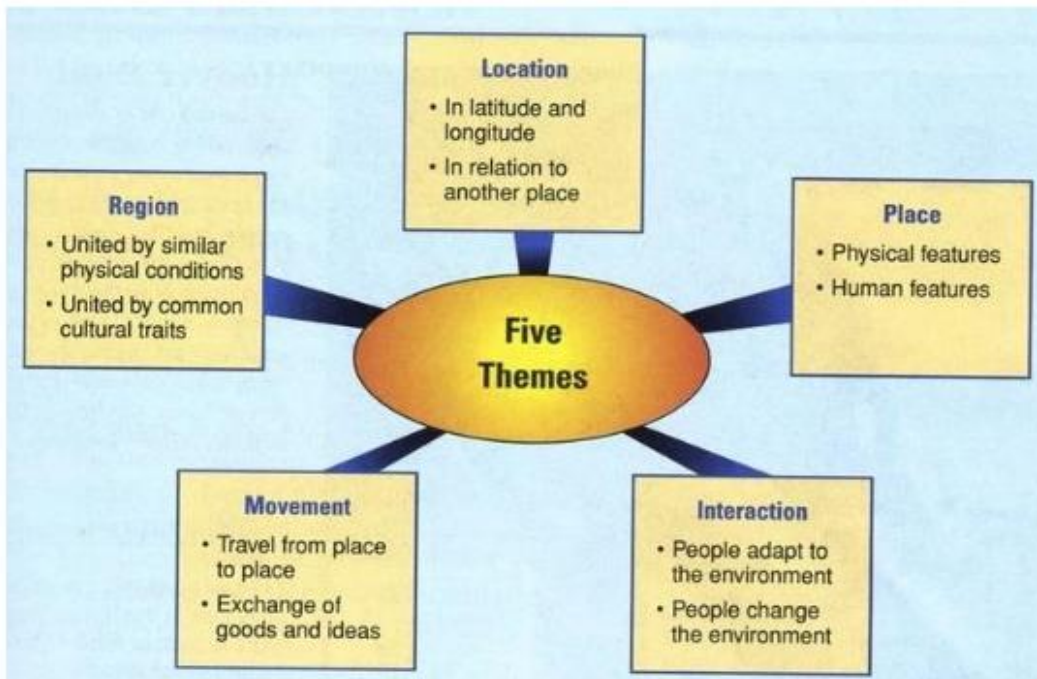 Location
• In latitude and
longitude
• In relation to
another place
Region
• United by similar
physical conditions
• United by common
cultural traits
Place
• Physical features
• Human features
Five
Themes
Movement
• Travel from place
to place
• Exchange of
goods and ideas
Interaction
• People adapt to
the environment
• People change
the environment